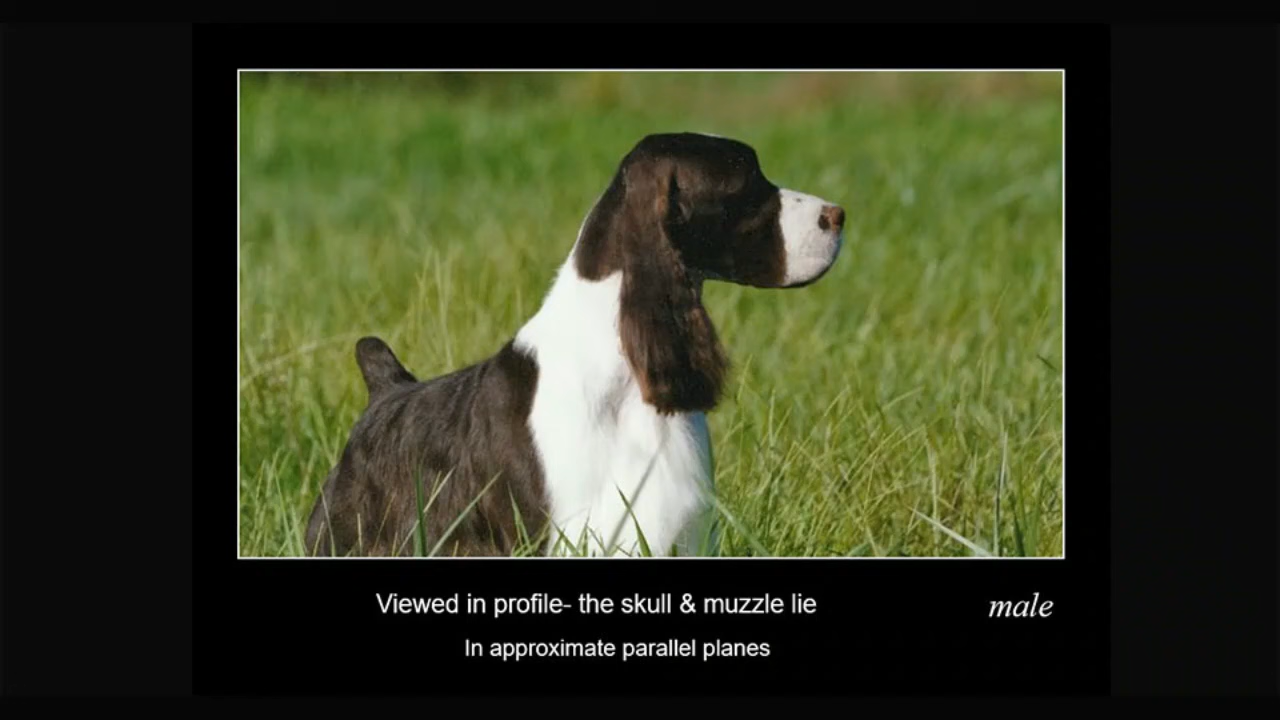 Viewed in profile- the skull & muzzle lie
male
In approximate parallel planes